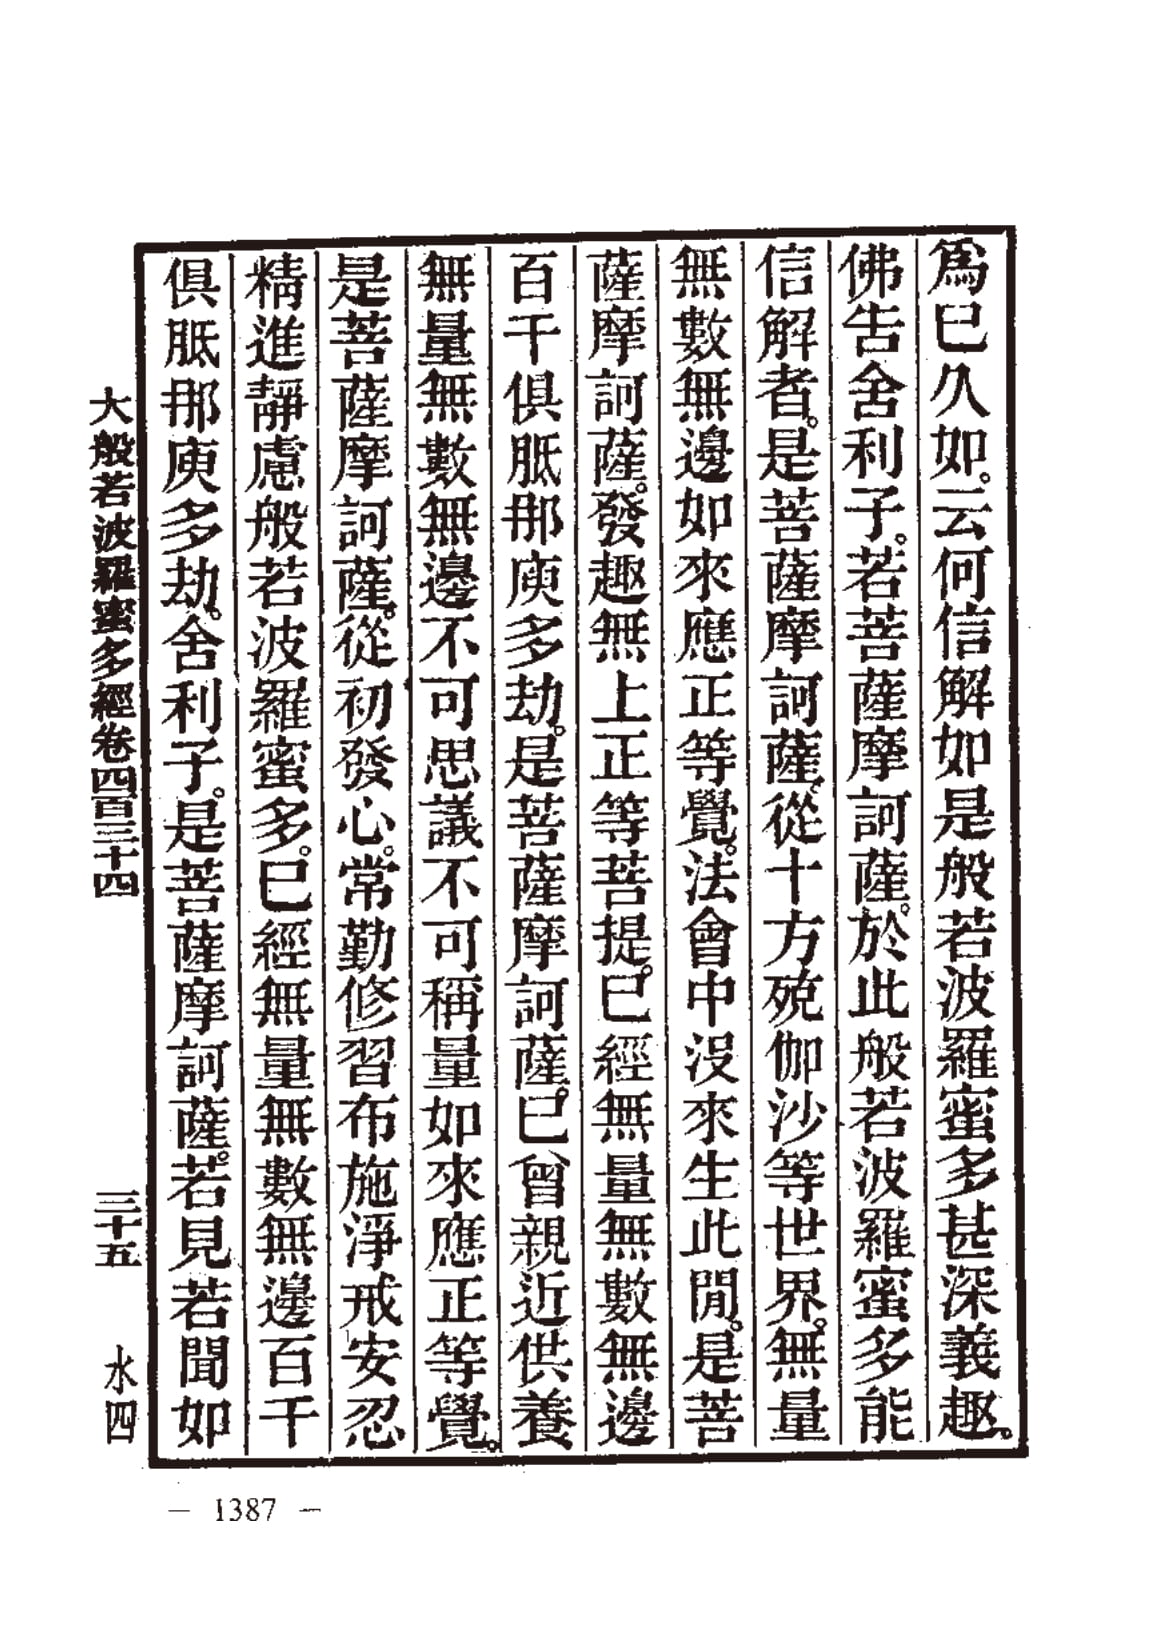 爲巳久如。云何信解如是般若波羅蜜多甚深義趣。
佛告舍利子。若菩薩摩訶薩。於此般若波羅蜜多能
信解者。是菩薩摩訶薩。從十方殑伽沙等世界。無量
無數無邊如來應正等覺。法會中沒來生此閒。是菩
薩摩訶薩。發趣無上正等菩提。巳經無量無數無邊
百千俱胝那庾多劫。是菩薩摩訶薩。巳曾親近供養
無量無數無邊不可思議不可稱量如來應正等覺。
是菩薩摩訶薩。從初發心。常勤修習布施淨戒安忍
精進靜慮般若波羅蜜多。巳經無量無數無邊百千
俱胝那庾多劫。舍利子。是菩薩摩訶薩。若見若聞如
大般若波羅蜜多經卷四百三十四 三十五 水四
— 1387 —